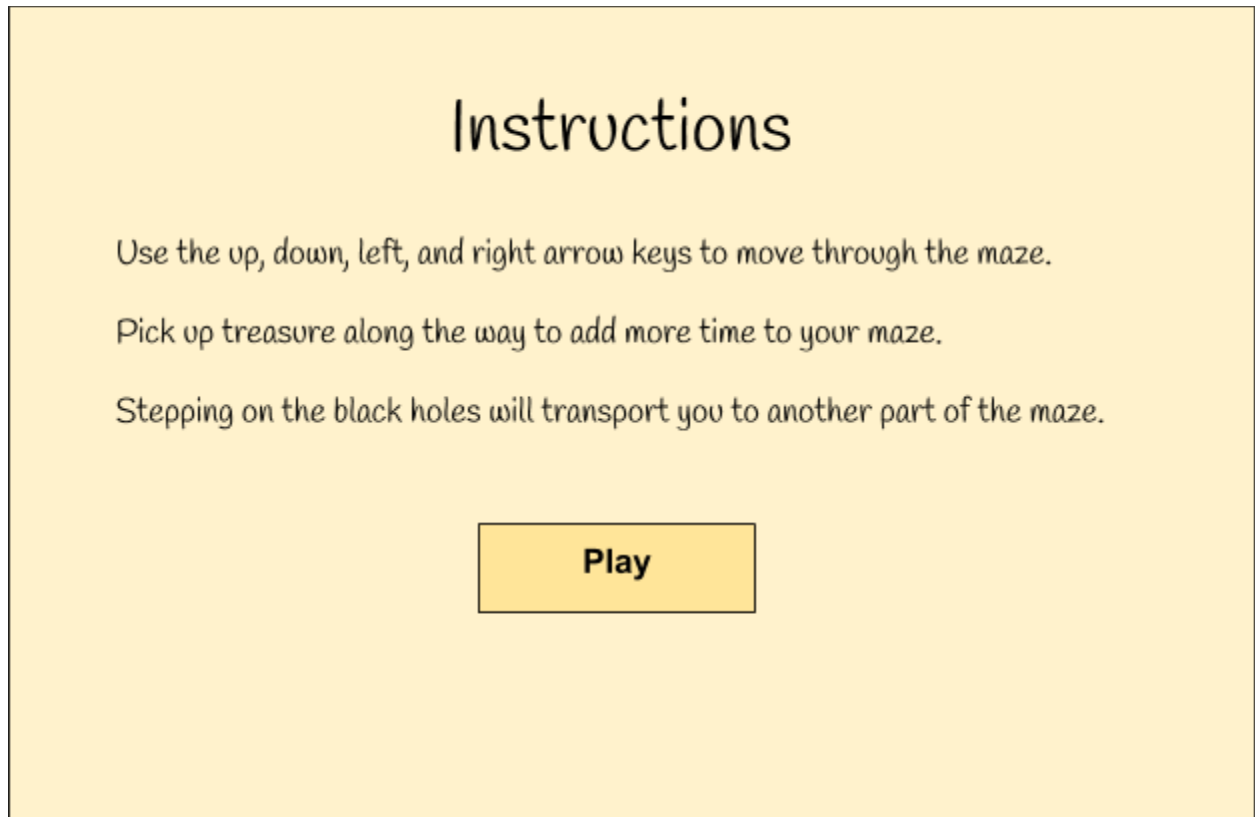 Instructions
Use the up, down, left, and right arrow keys to move through the maze.
Pick up treasure along the way to add more time to your maze.
Stepping on the black holes will transport you to another part of the maze.
Play